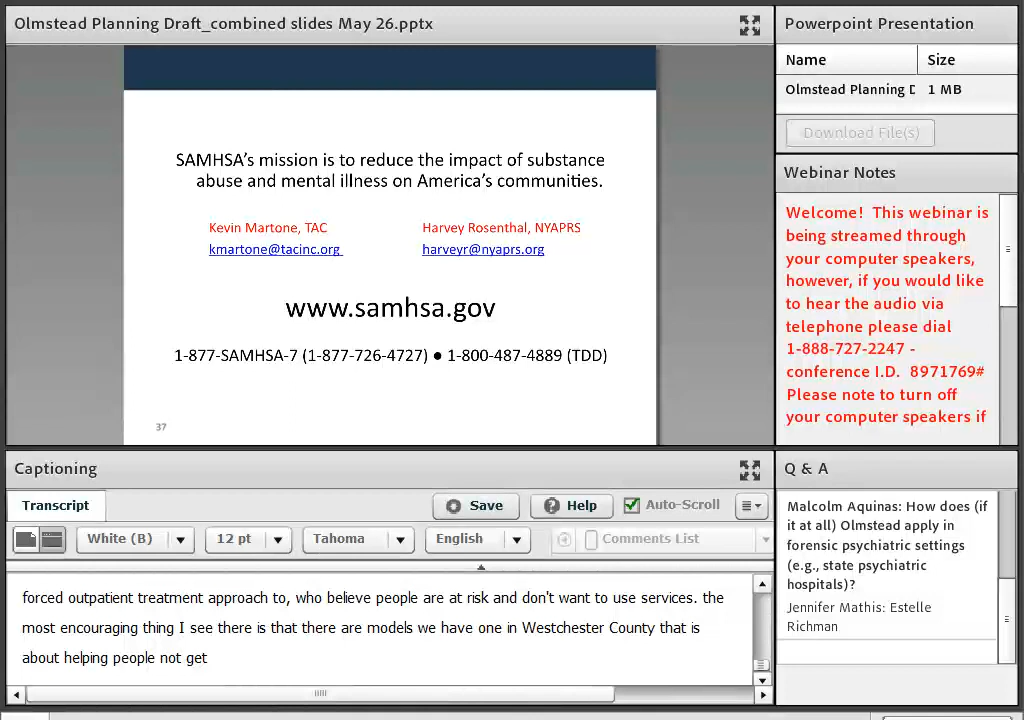 Olmstead Planning Draft_combined slides May 26.pptx
SAMHSA's mission is to reduce the impact of substance
abuse and mental illness on America's communities.
Kevin Martone, TAC
Harvey Rosenthal, NYAPRS
kmartone@tacinc.org
harveyr@nyaprs.org
www.samhsa.gov
1-877-SAMHSA-7 (1-877-726-4727) ● 1-800-487-4889 (TDD)
37
Powerpoint Presentation
Name
Size
Olmstead Planning D
1 MB
Download File(s)
Webinar Notes
Welcome! This webinar is
being streamed through
your computer speakers,
however, if you would like
to hear the audio via
telephone please dial
1-888-727-2247 -
conference I.D. 8971769#
Please note to turn off
your computer speakers if
Captioning
Transcript
Save
Help
Auto-Scroll
White (B)
12 pt
Tahoma
English
Comments List
forced outpatient treatment approach to, who believe people are at risk and don't want to use services. the
most encouraging thing I see there is that there are models we have one in Westchester County that is
about helping people not get
Q & A
Malcolm Aquinas: How does (if
it at all) Olmstead apply in
forensic psychiatric settings
(e.g., state psychiatric
hospitals)?
Jennifer Mathis: Estelle
Richman